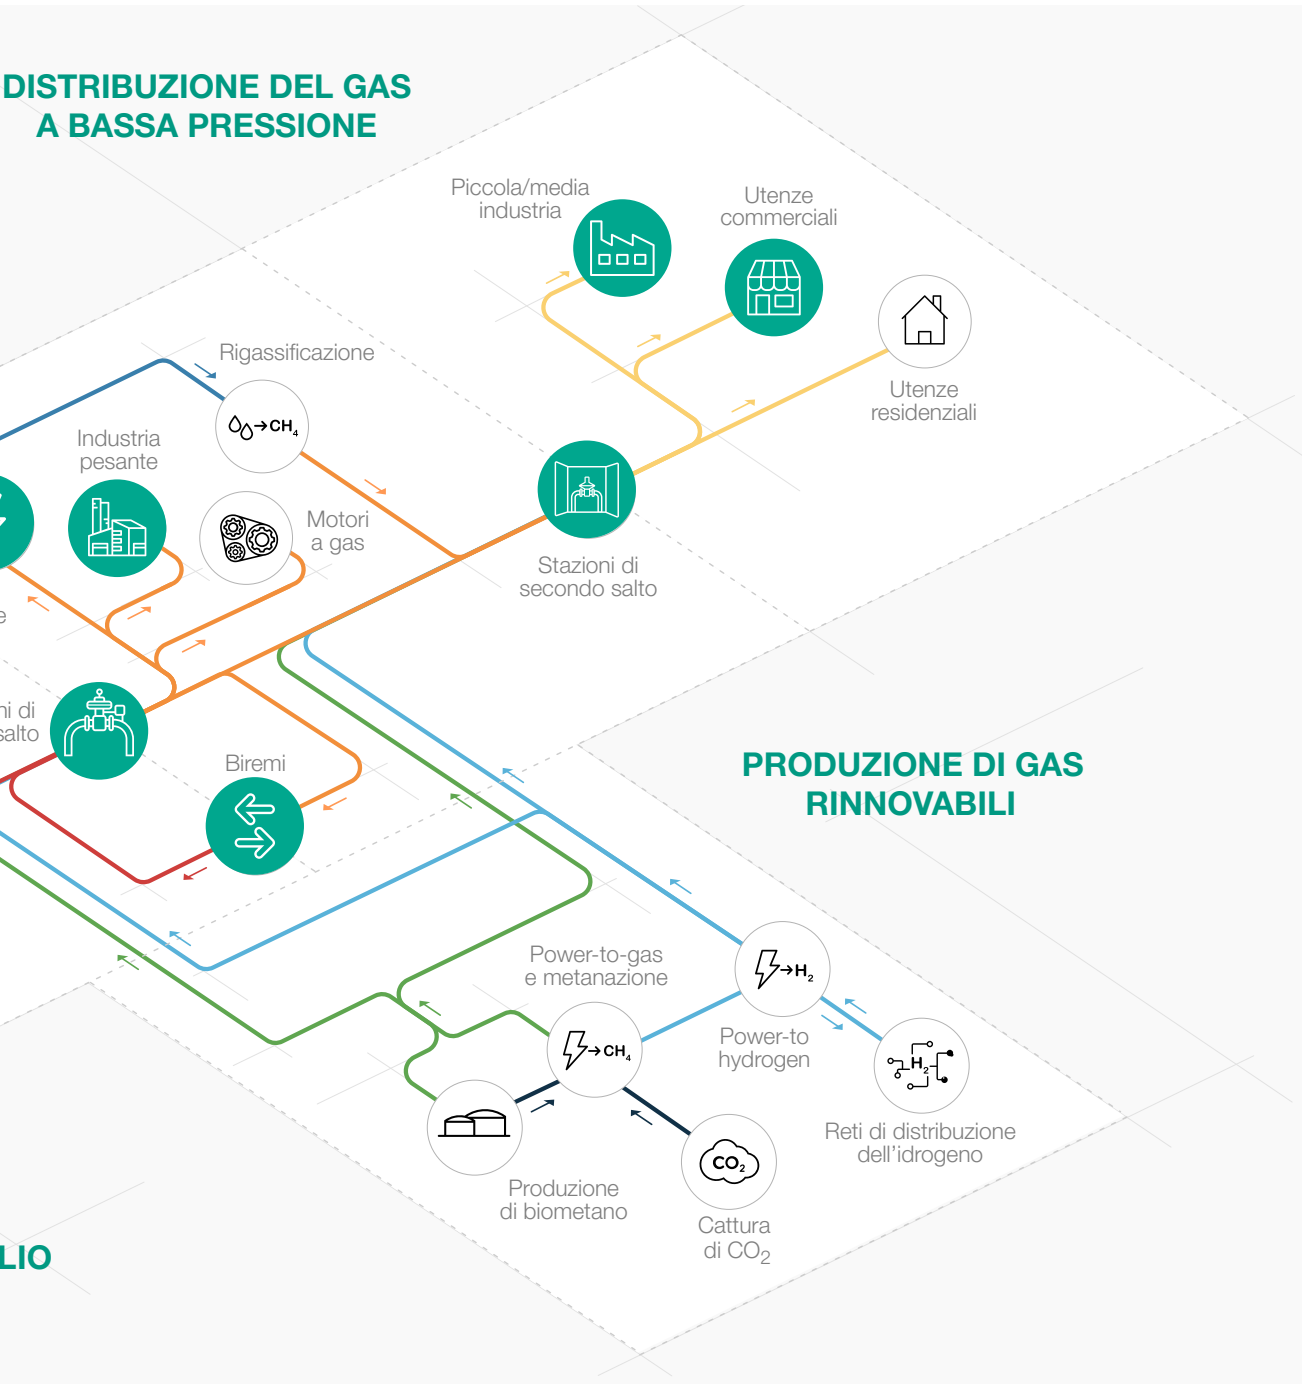 DISTRIBUZIONE DEL GAS
A BASSA PRESSIONE
Piccola/media
industria
Utenze
commerciali
Utenze
residenziali
Rigassificazione
→CH₄
Industria
pesante
Motori
a gas
Stazioni di
secondo salto
e
ni di
salto
Biremi
PRODUZIONE DI GAS
RINNOVABILI
Power-to-gas
e metanazione
→CH₄
→H₂
Power-to
hydrogen
H₂
Reti di distribuzione
dell'idrogeno
Produzione
di biometano
CO₂
Cattura
di CO₂
LIO